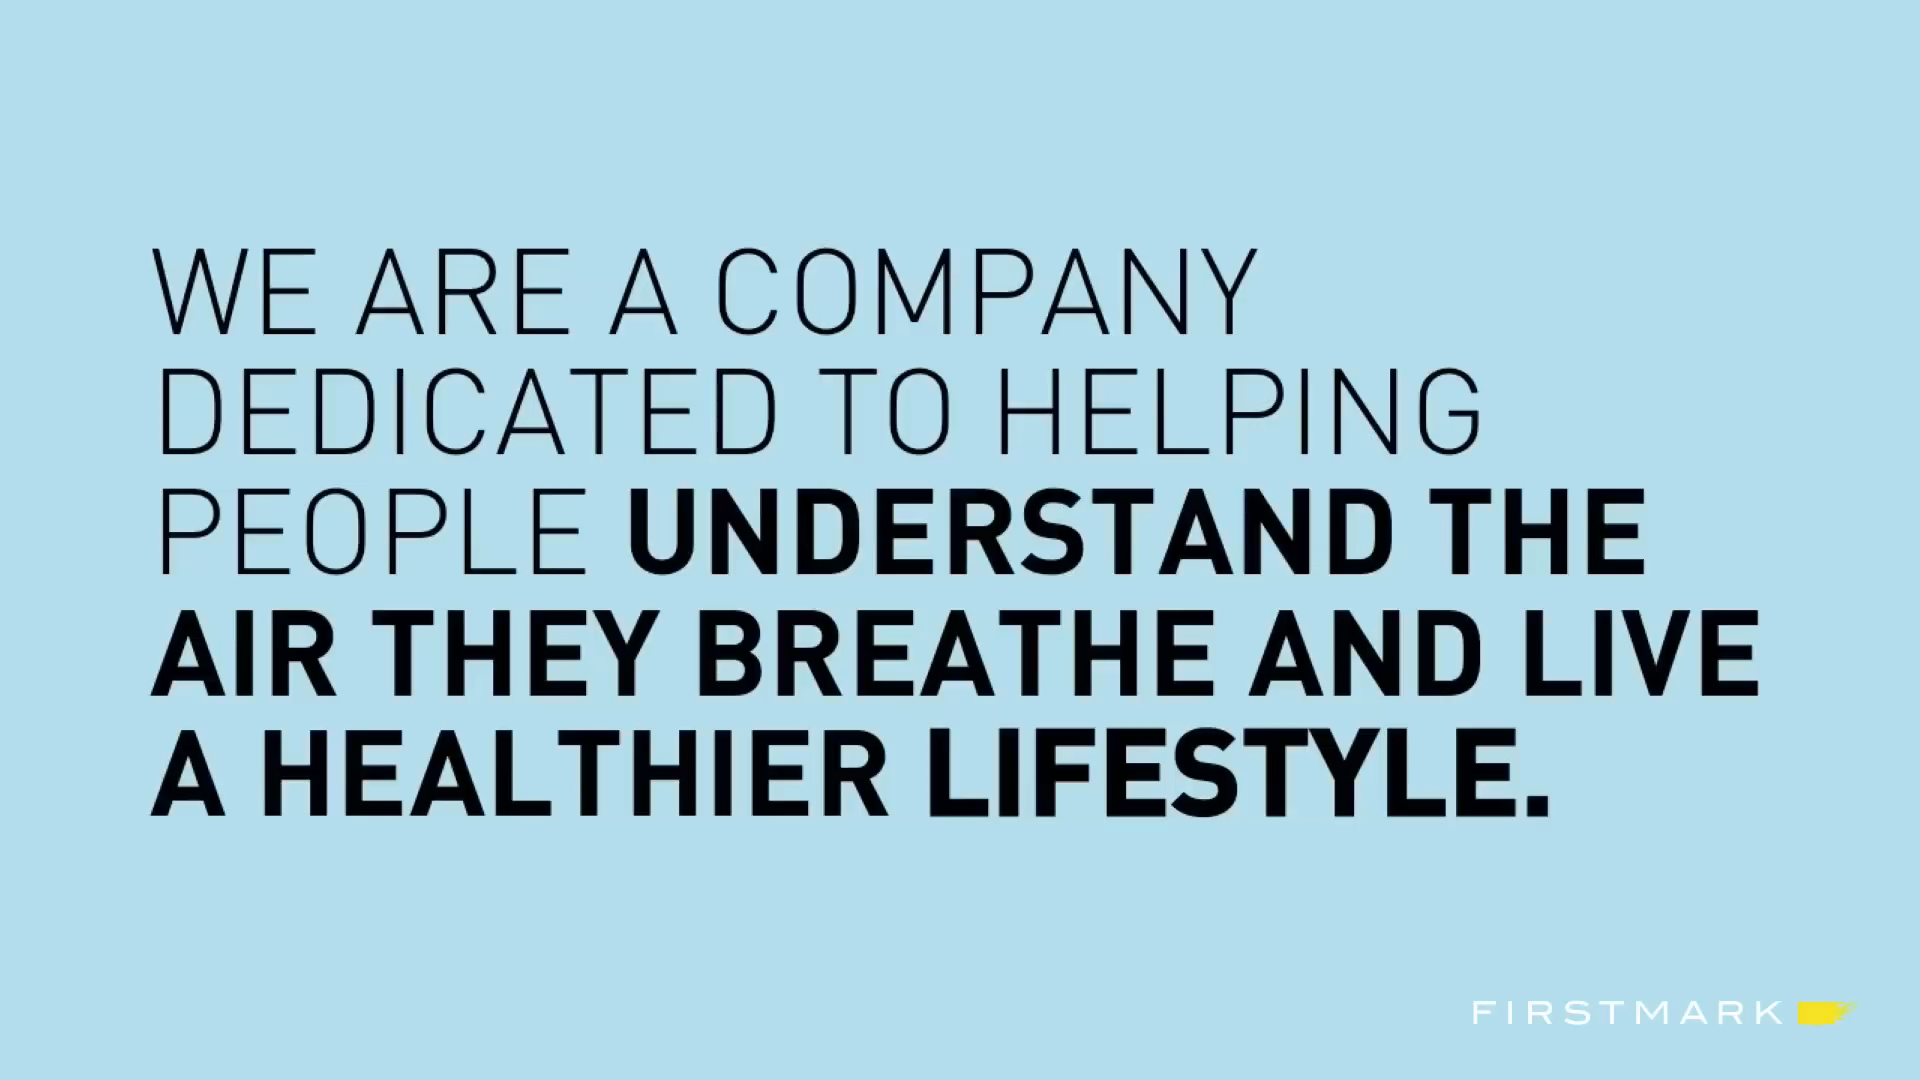 WE ARE A COMPANY
DEDICATED TO HELPING
PEOPLE UNDERSTAND THE
AIR THEY BREATHE AND LIVE
A HEALTHIER LIFESTYLE.
FIRSTMARK